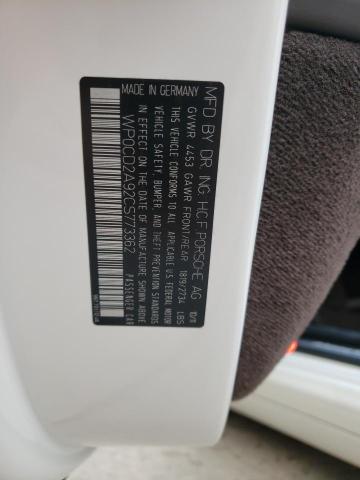 MFD BY DR. ING. H.C.F. PORSCHE AG 10/11
GVWR 4453 GAWR FRONT/REAR 1819/2734 LBS
THIS VEHICLE CONFORMS TO ALL APPLICABLE U.S. FEDERAL MOTOR
VEHICLE SAFETY, BUMPER, AND THEFT PREVENTION STANDARDS
IN EFFECT ON THE DATE OF MANUFACTURE SHOWN ABOVE
WP0CD2A92CS773362 PASSENGER CAR
MADE IN GERMANY